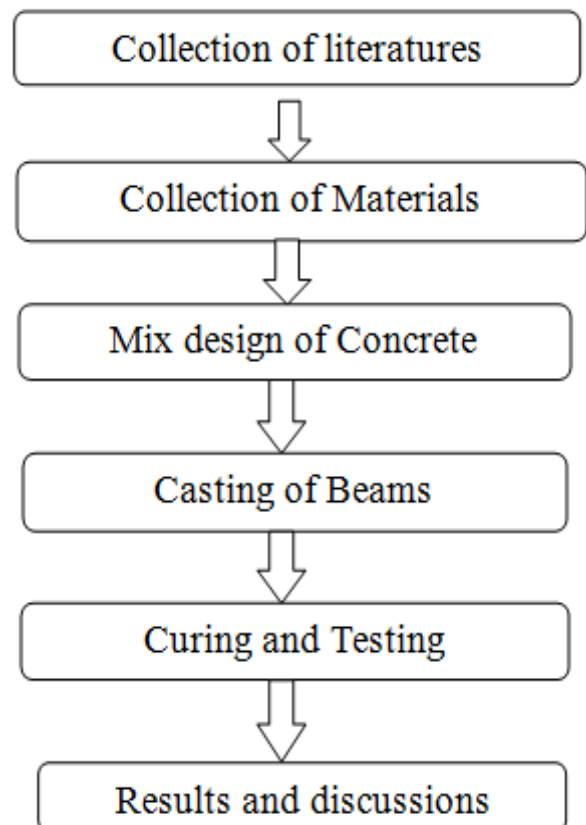 Collection of literatures
Collection of Materials
Mix design of Concrete
Casting of Beams
Curing and Testing
Results and discussions